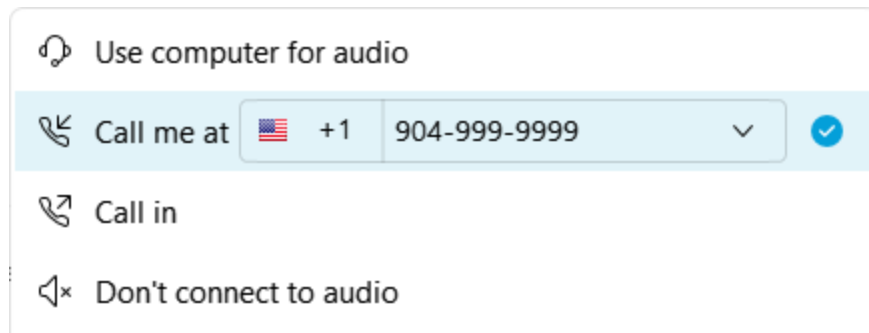 Use computer for audio
Call me at +1 904-999-9999
Call in
Don't connect to audio